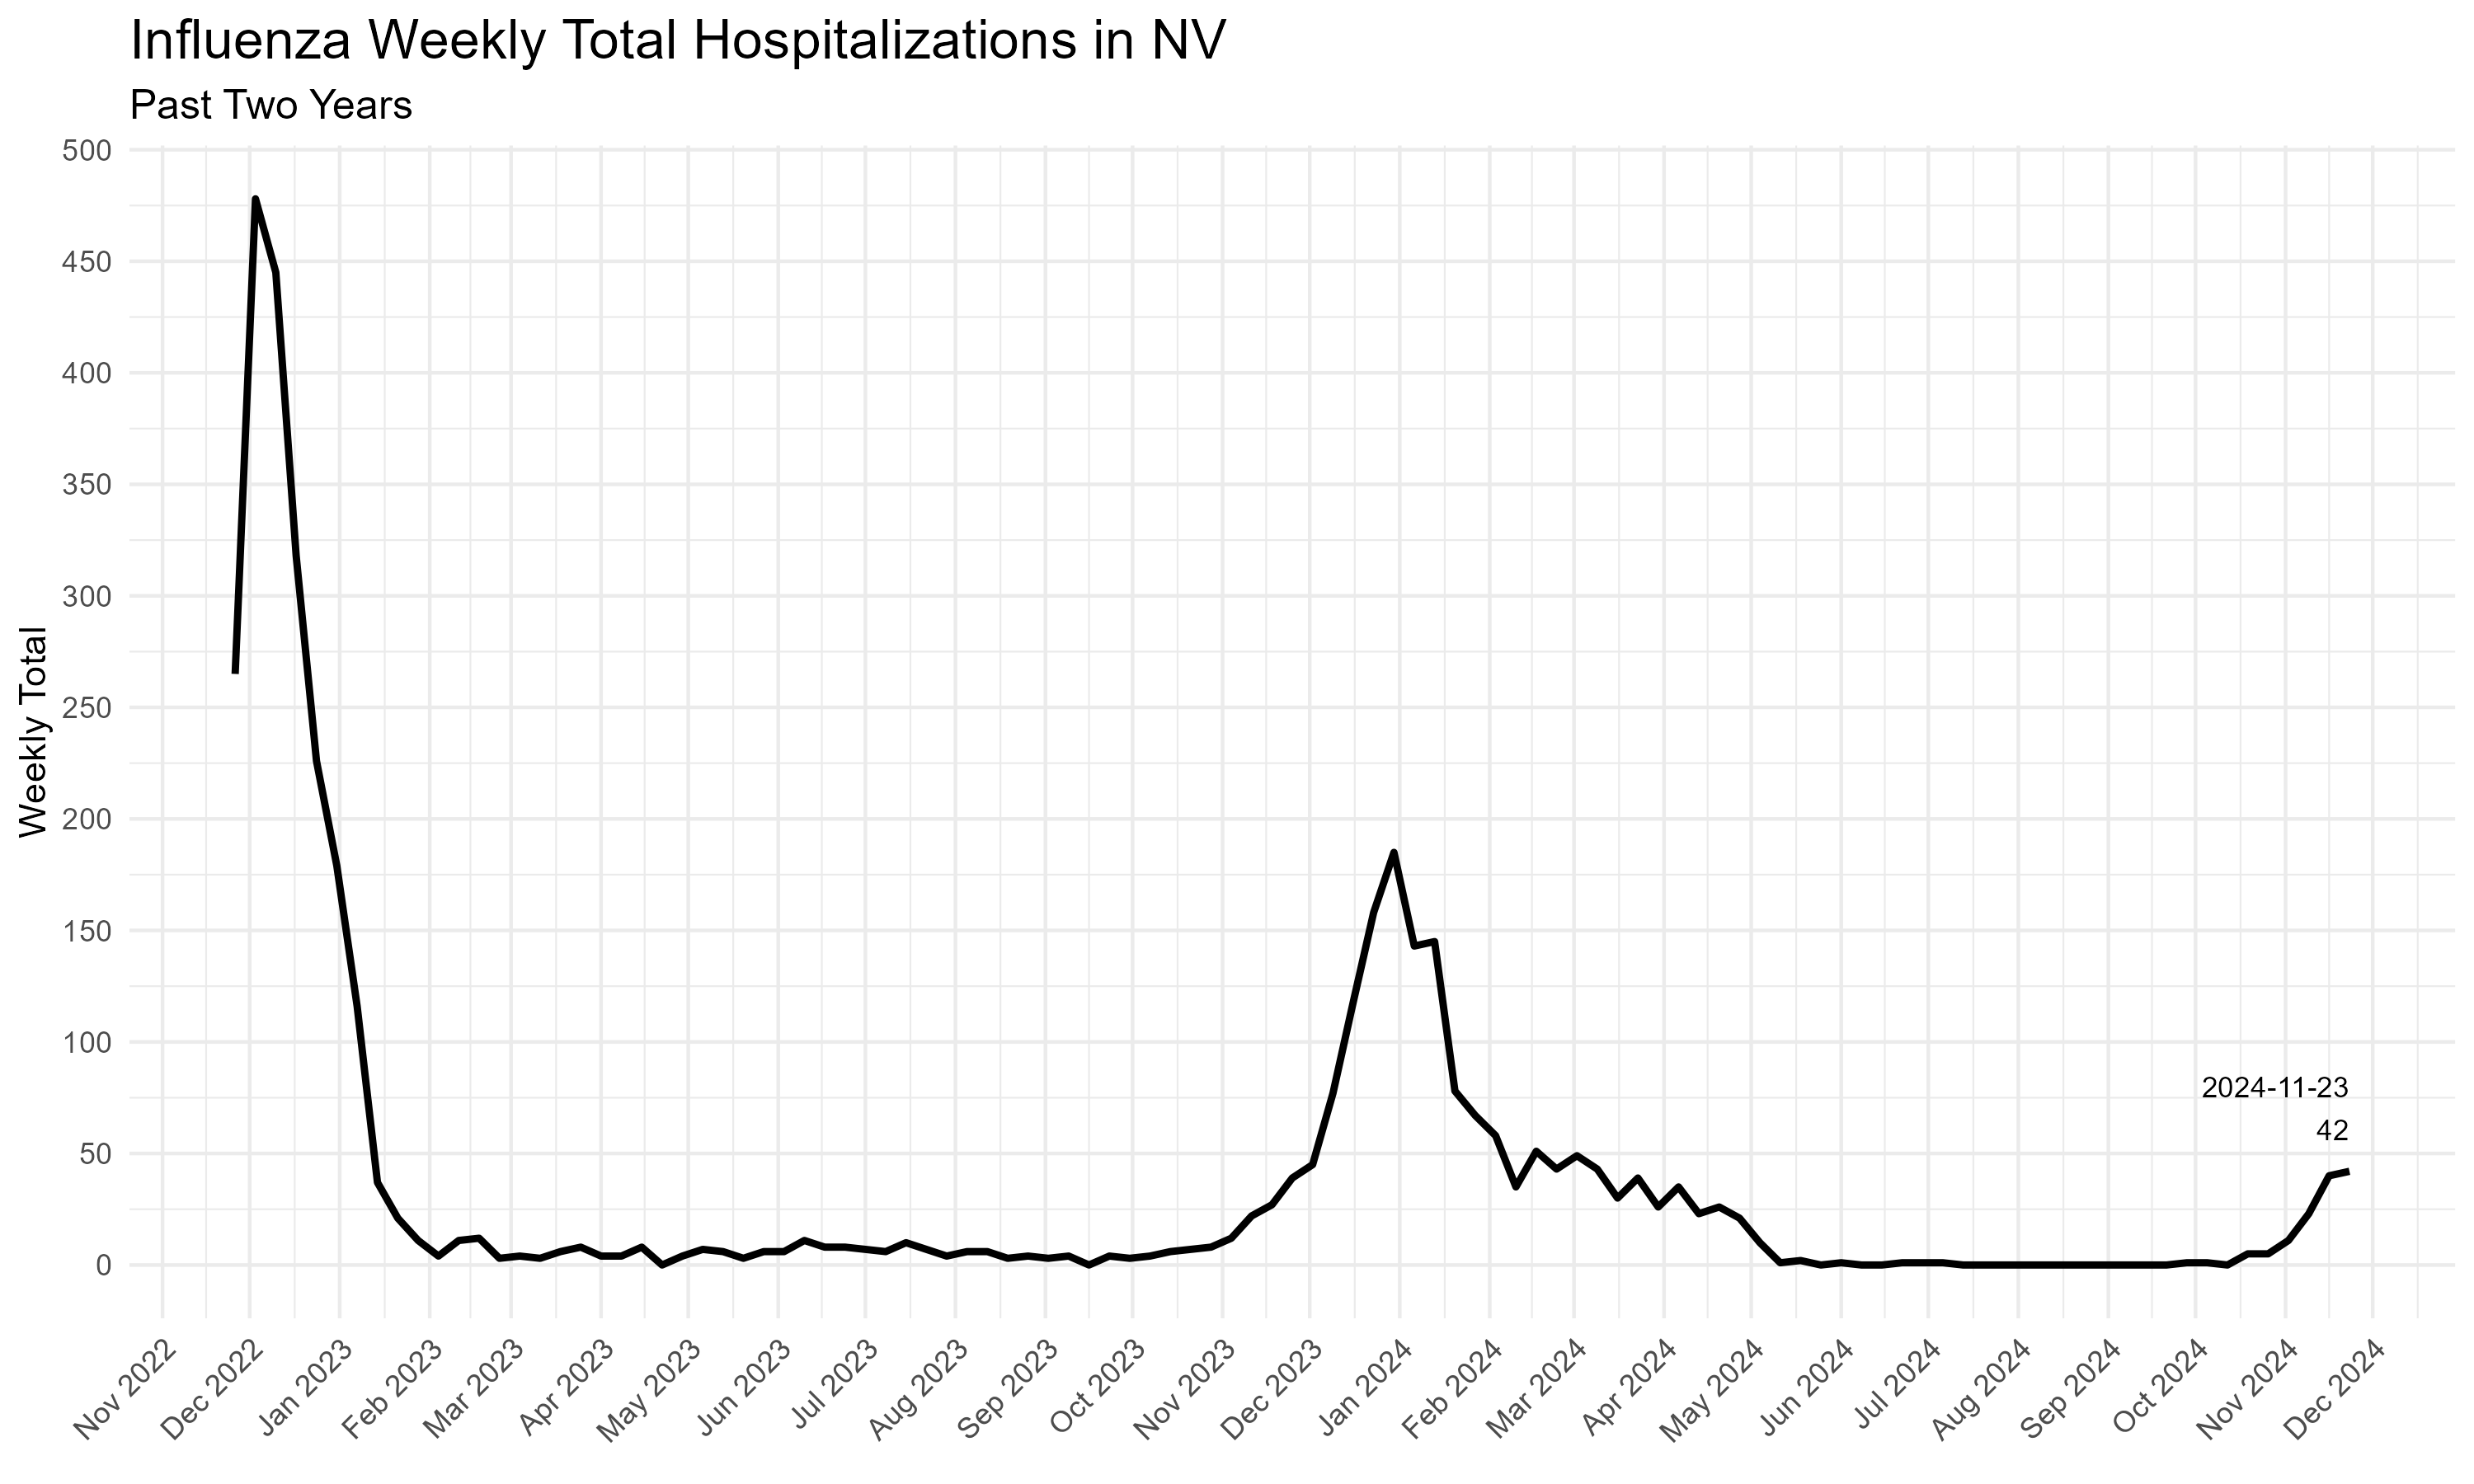 Influenza Weekly Total Hospitalizations in NV
Past Two Years
500
450
400
350
300
250
200
150
100
50
0
Weekly Total
2024-11-23
42
Nov 2022
Dec 2022
Jan 2023
Feb 2023
Mar 2023
Apr 2023
May 2023
Jun 2023
Jul 2023
Aug 2023
Sep 2023
Oct 2023
Nov 2023
Dec 2023
Jan 2024
Feb 2024
Mar 2024
Apr 2024
May 2024
Jun 2024
Jul 2024
Aug 2024
Sep 2024
Oct 2024
Nov 2024
Dec 2024